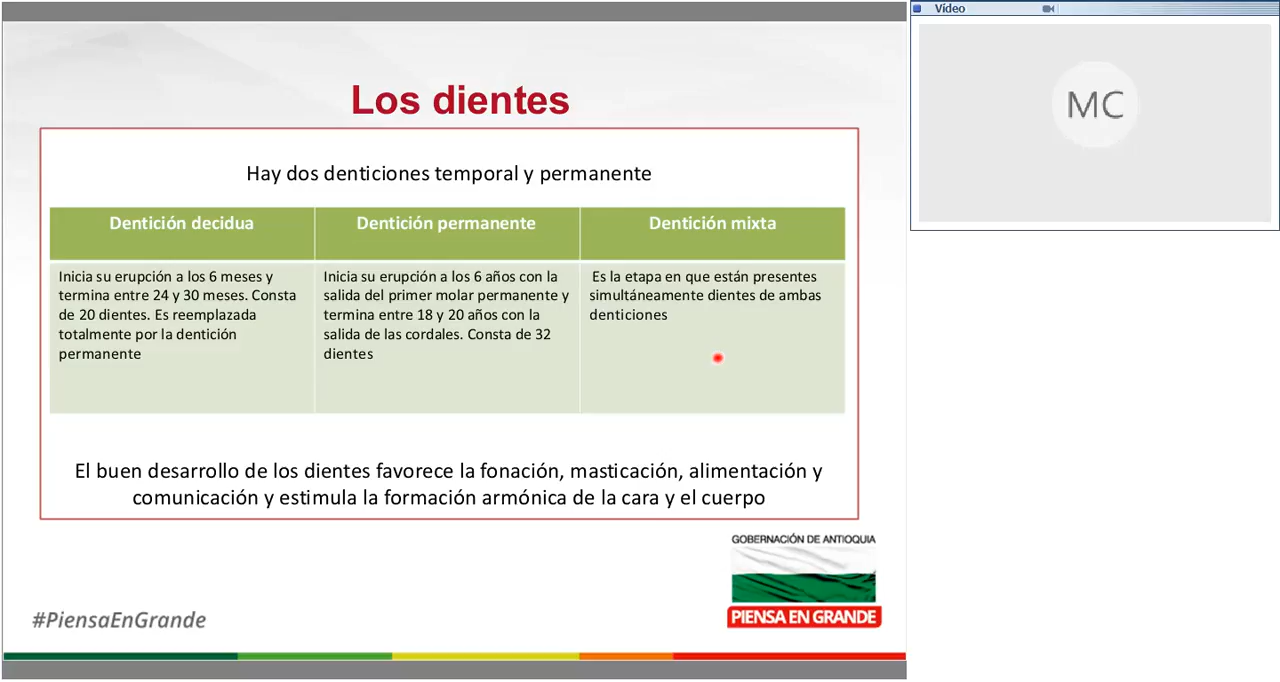 Vídeo
MC
Los dientes
Hay dos denticiones temporal y permanente
Dentición decidua
Dentición permanente
Dentición mixta
Inicia su erupción a los 6 meses y
termina entre 24 y 30 meses. Consta
de 20 dientes. Es reemplazada
totalmente por la dentición
permanente
Inicia su erupción a los 6 años con la
salida del primer molar permanente y
termina entre 18 y 20 años con la
salida de las cordales. Consta de 32
dientes
Es la etapa en que están presentes
simultáneamente dientes de ambas
denticiones
El buen desarrollo de los dientes favorece la fonación, masticación, alimentación y
comunicación y estimula la formación armónica de la cara y el cuerpo
GOBERNACIÓN DE ANTIOQUIA
PIENSA EN GRANDE
#PiensaEnGrande